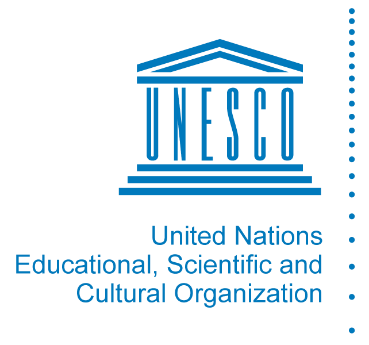 UNESCO
United Nations
Educational, Scientific and
Cultural Organization